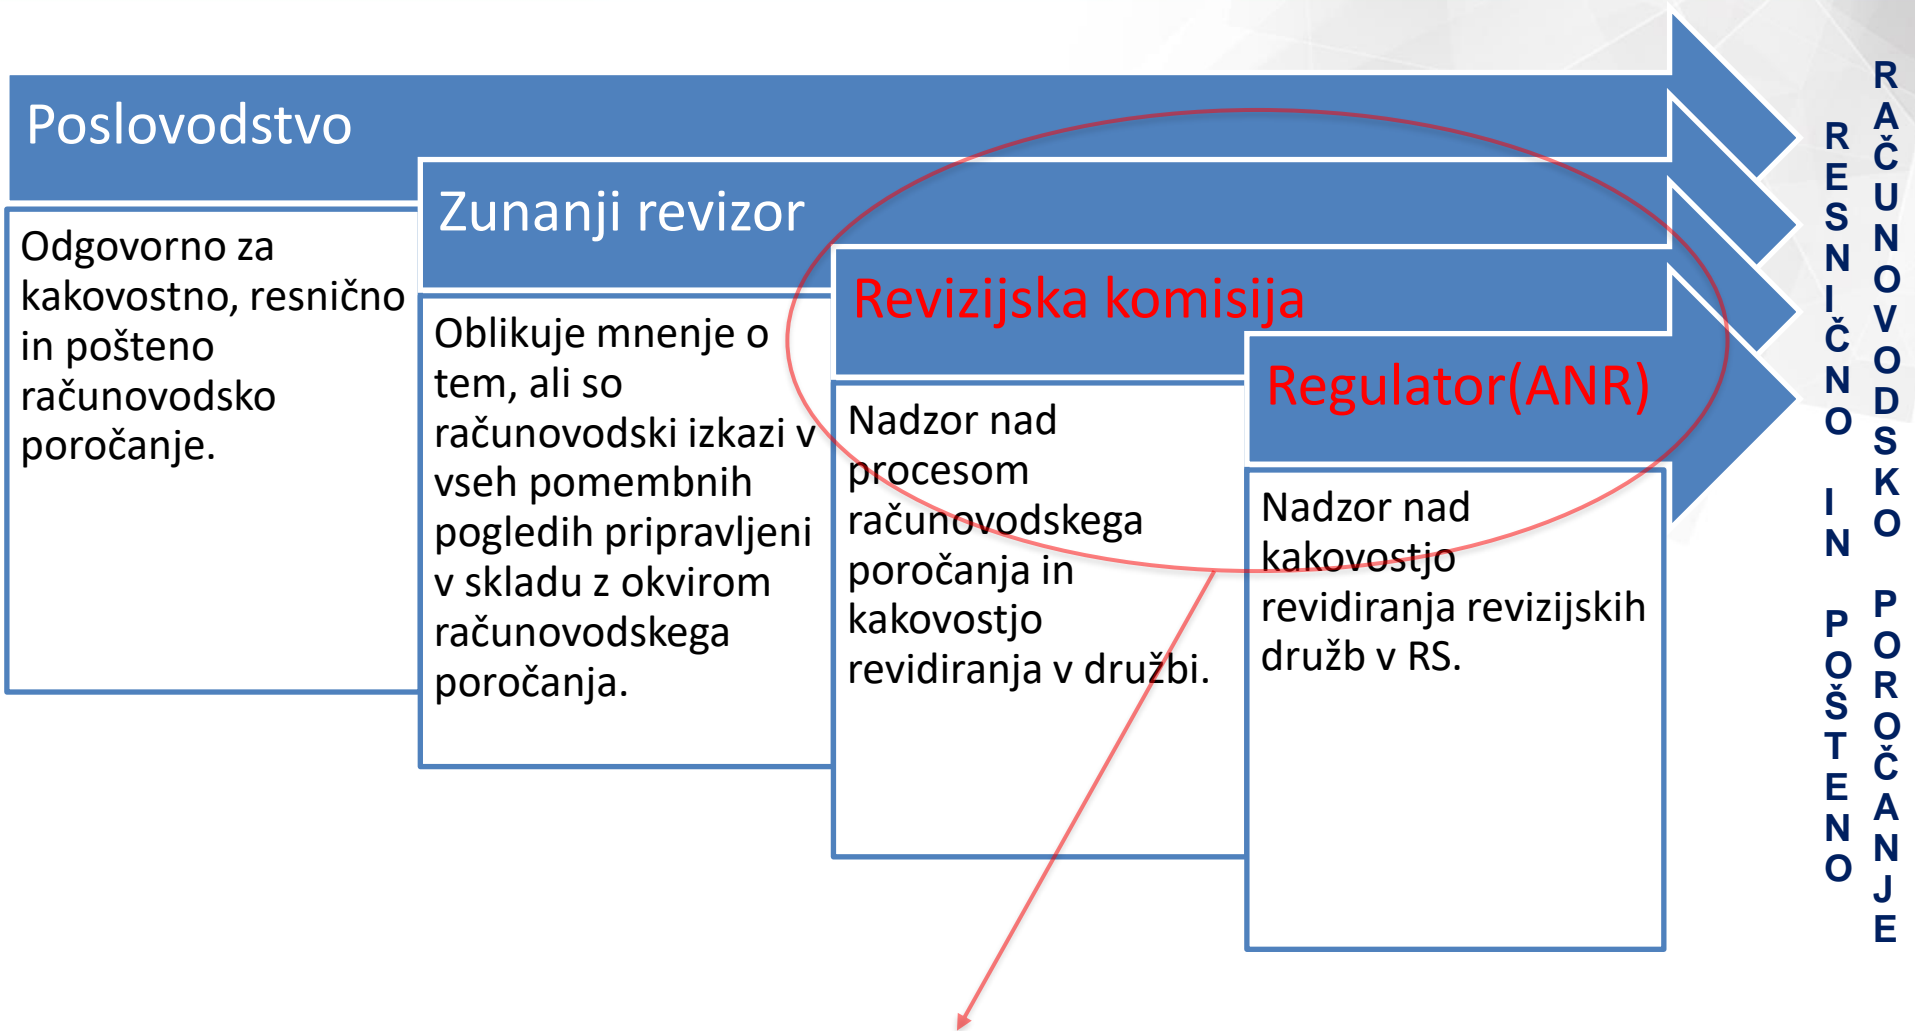 Poslovodstvo
Odgovorno za
kakovostno, resnično
in pošteno
računovodsko
poročanje.
Zunanji revizor
Oblikuje mnenje o
tem, ali so
računovodski izkazi v
vseh pomembnih
pogledih pripravljeni
v skladu z okvirom
računovodskega
poročanja.
Revizijska komisija
Nadzor nad
procesom
računovodskega
poročanja in
kakovostjo
revidiranja v družbi.
Regulator(ANR)
Nadzor nad
kakovostjo
revidiranja revizijskih
družb v RS.
RESNIČNO IN POŠTENO
RAČUNOVODSKO POROČANJE